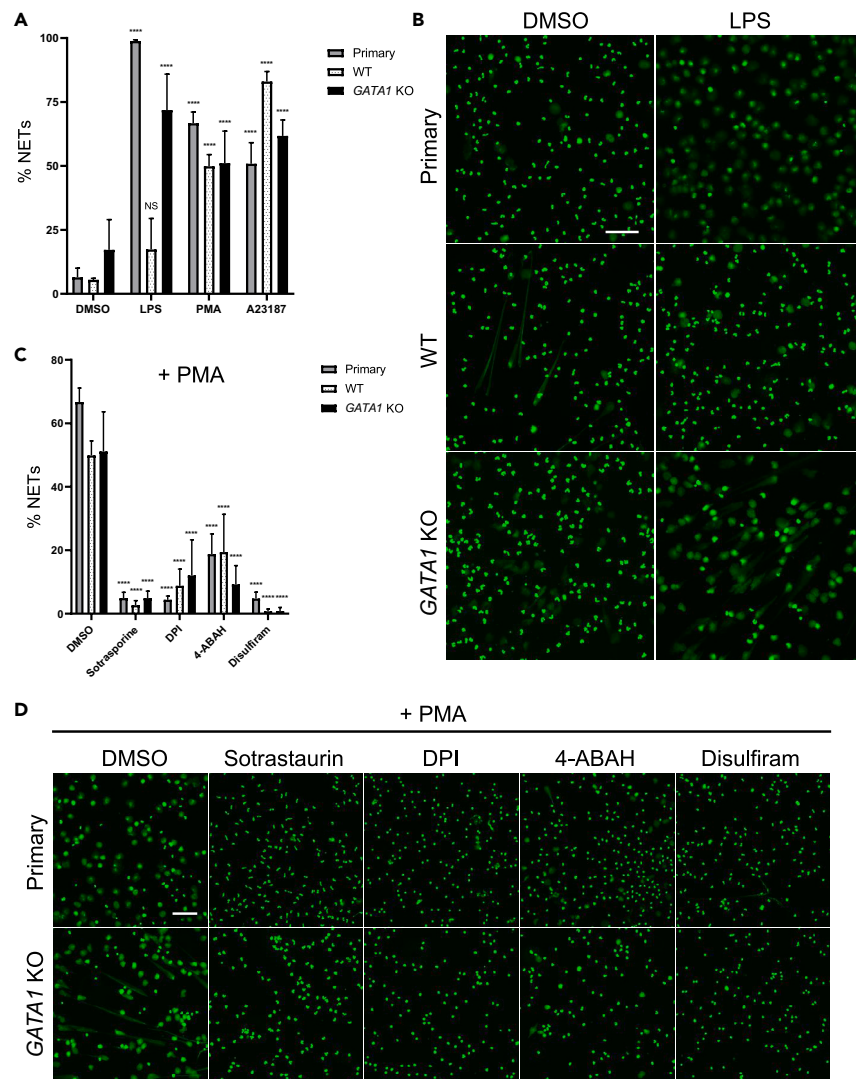 A
% NETs
100
75
50
25
0
****
****
****
****
****
****
****
****
NS
DMSO
LPS
PMA
A23187
Primary
WT
GATA1 KO
B
DMSO
LPS
Primary
WT
GATA1 KO
C
+ PMA
% NETs
80
60
40
20
0
****
****
****
****
****
****
****
****
****
****
****
****
DMSO
Sotrasporine
DPI
4-ABAH
Disulfiram
Primary
WT
GATA1 KO
D
+ PMA
DMSO
Sotrastaurin
DPI
4-ABAH
Disulfiram
Primary
GATA1 KO